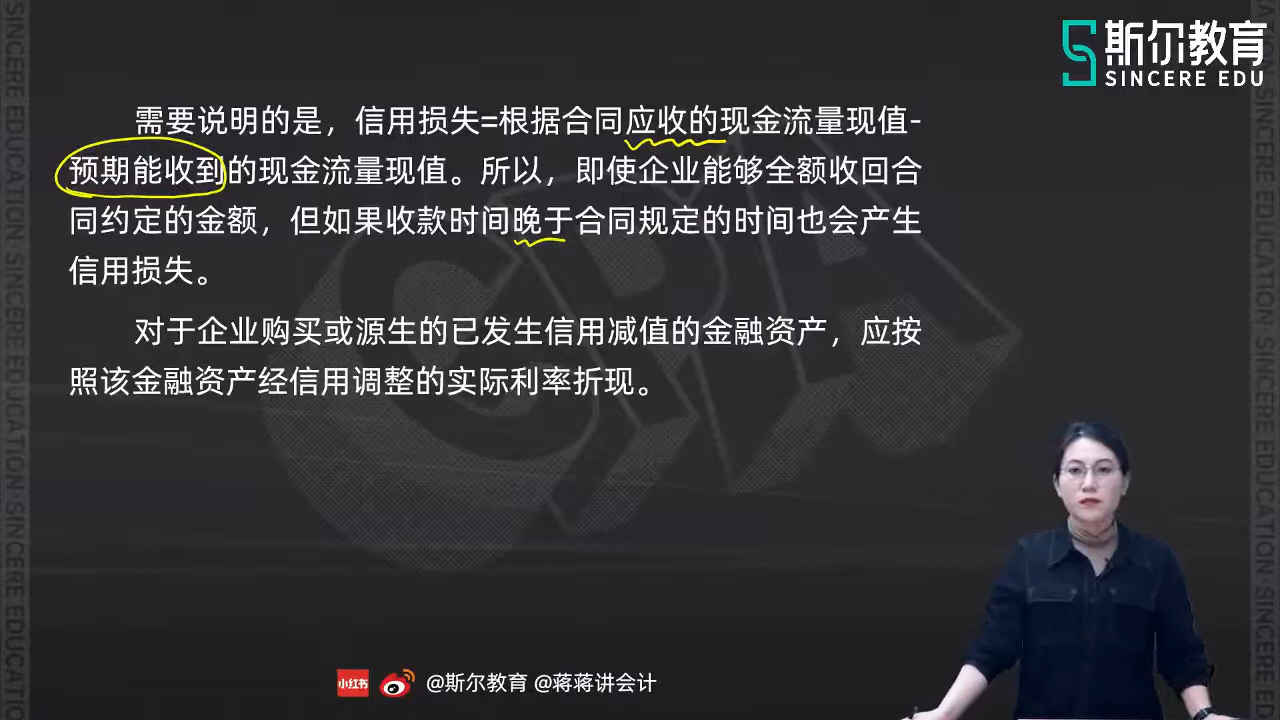 斯尔教育
SINCERE EDU
需要说明的是，信用损失=根据合同应收的现金流量现值-
预期能收到的现金流量现值。所以，即使企业能够全额收回合
同约定的金额，但如果收款时间晚于合同规定的时间也会产生
信用损失。
对于企业购买或源生的已发生信用减值的金融资产，应按
照该金融资产经信用调整的实际利率折现。
CPA
小红书 @斯尔教育 @蒋蒋讲会计
SINCERE EDUCATION·SINCERE EDUCATION